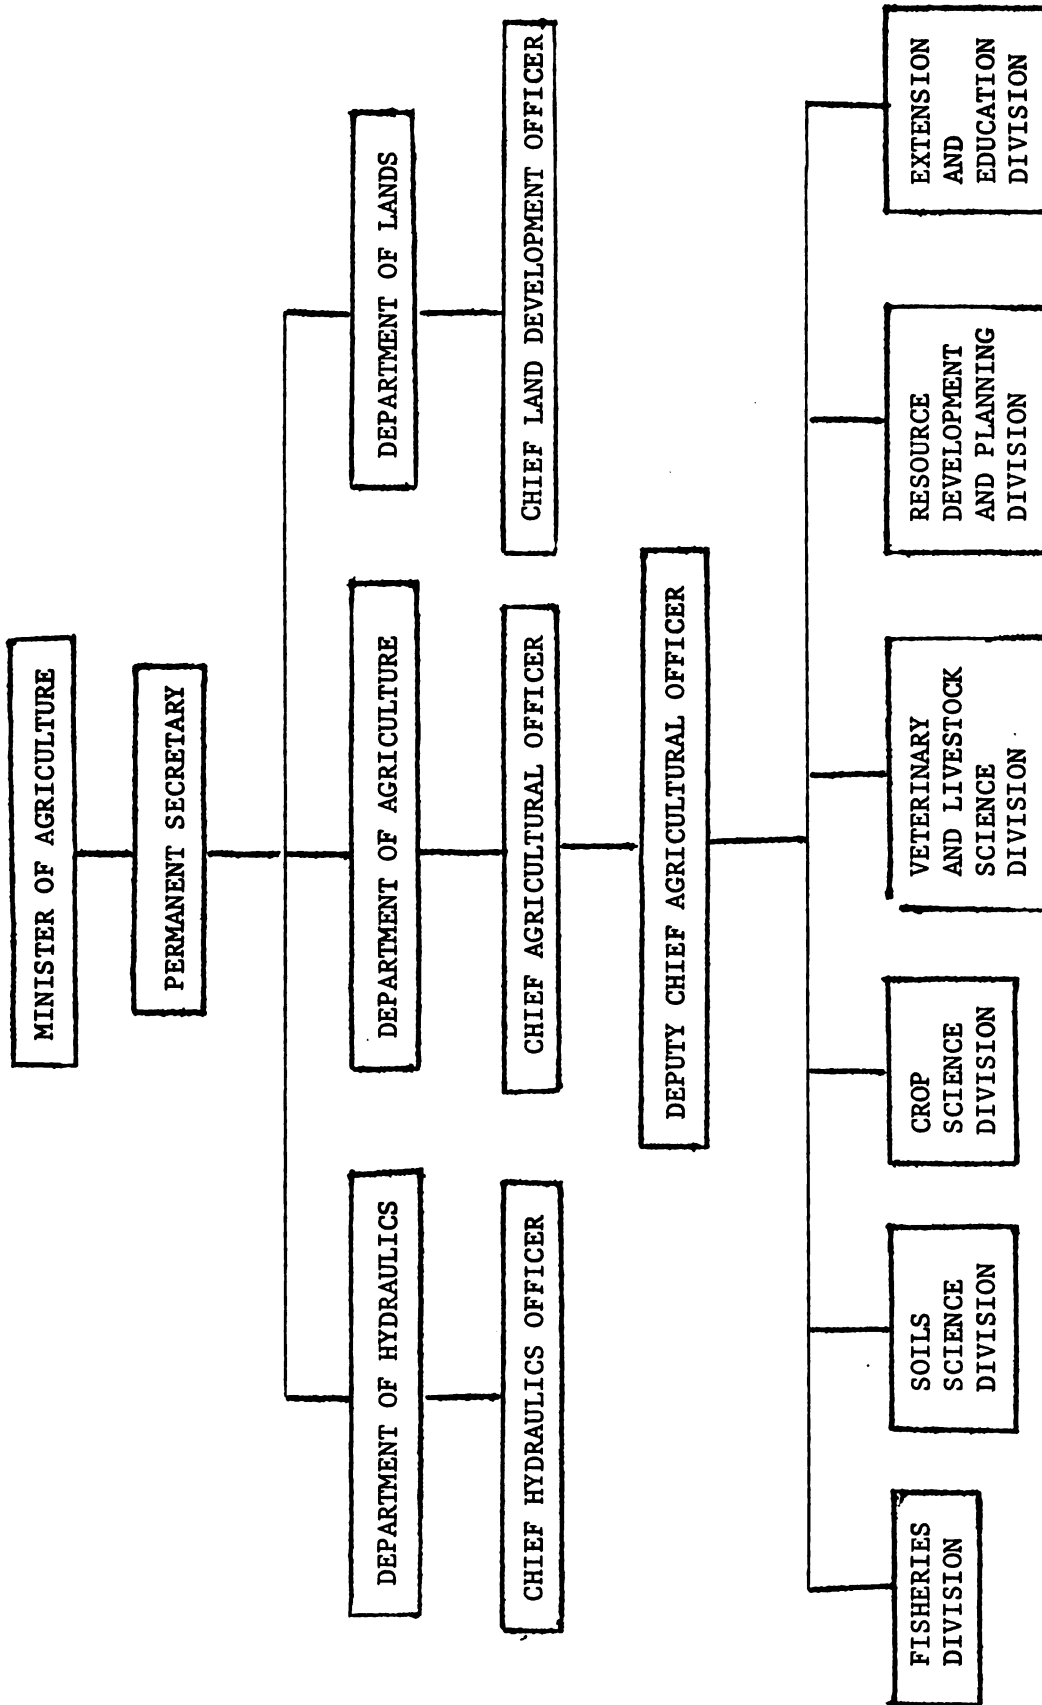 MINISTER OF AGRICULTURE
PERMANENT SECRETARY
DEPARTMENT OF HYDRAULICS
DEPARTMENT OF AGRICULTURE
DEPARTMENT OF LANDS
CHIEF HYDRAULICS OFFICER
CHIEF AGRICULTURAL OFFICER
CHIEF LAND DEVELOPMENT OFFICER
DEPUTY CHIEF AGRICULTURAL OFFICER
FISHERIES
DIVISION
SOILS
SCIENCE
DIVISION
CROP
SCIENCE
DIVISION
VETERINARY
AND LIVESTOCK
SCIENCE
DIVISION
RESOURCE
DEVELOPMENT
AND PLANNING
DIVISION
EXTENSION
AND
EDUCATION
DIVISION